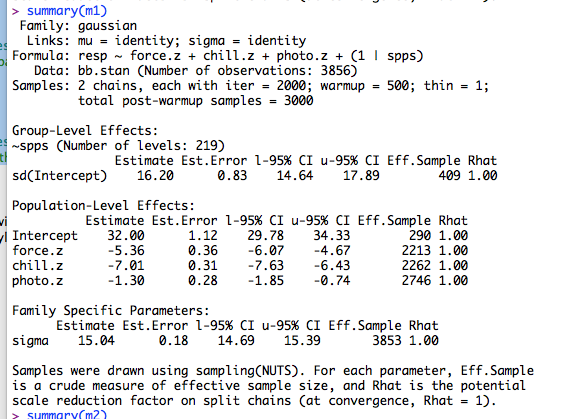 > summary(m1)
Family: gaussian
Links: mu = identity; sigma = identity
Formula: resp ~ force.z + chill.z + photo.z + (1 | spps)
Data: bb.stan (Number of observations: 3856)
Samples: 2 chains, each with iter = 2000; warmup = 500; thin = 1;
total post-warmup samples = 3000
Group-Level Effects:
~spps (Number of levels: 219)
Estimate Est.Error l-95% CI u-95% CI Eff.Sample Rhat
sd(Intercept) 16.20 0.83 14.64 17.89 409 1.00
Population-Level Effects:
Estimate Est.Error l-95% CI u-95% CI Eff.Sample Rhat
Intercept 32.00 1.12 29.78 34.33 290 1.00
force.z -5.36 0.36 -6.07 -4.67 2213 1.00
chill.z -7.01 0.31 -7.63 -6.43 2262 1.00
photo.z -1.30 0.28 -1.85 -0.74 2746 1.00
Family Specific Parameters:
Estimate Est.Error l-95% CI u-95% CI Eff.Sample Rhat
sigma 15.04 0.18 14.69 15.39 3853 1.00
Samples were drawn using sampling(NUTS). For each parameter, Eff.Sample
is a crude measure of effective sample size, and Rhat is the potential
scale reduction factor on split chains (at convergence, Rhat = 1).
> summary(m2)